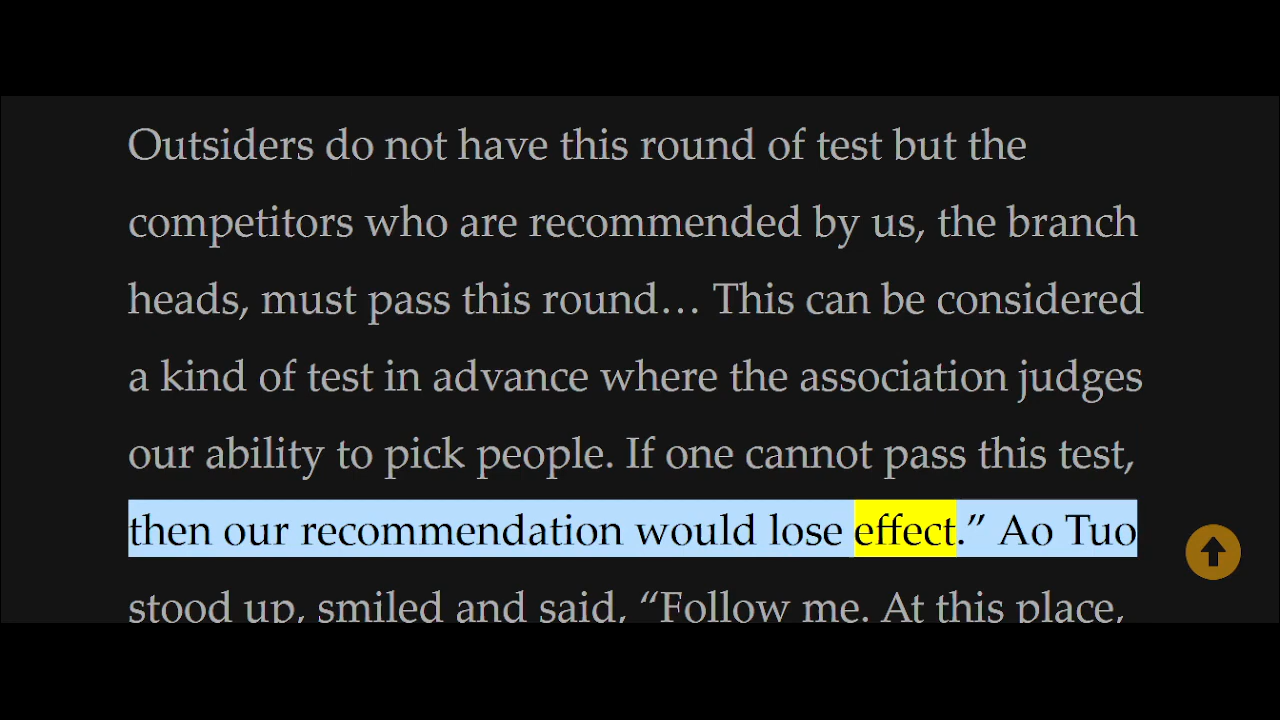 Outsiders do not have this round of test but the
competitors who are recommended by us, the branch
heads, must pass this round… This can be considered
a kind of test in advance where the association judges
our ability to pick people. If one cannot pass this test,
then our recommendation would lose effect.” Ao Tuo
stood up, smiled and said, “Follow me. At this place,